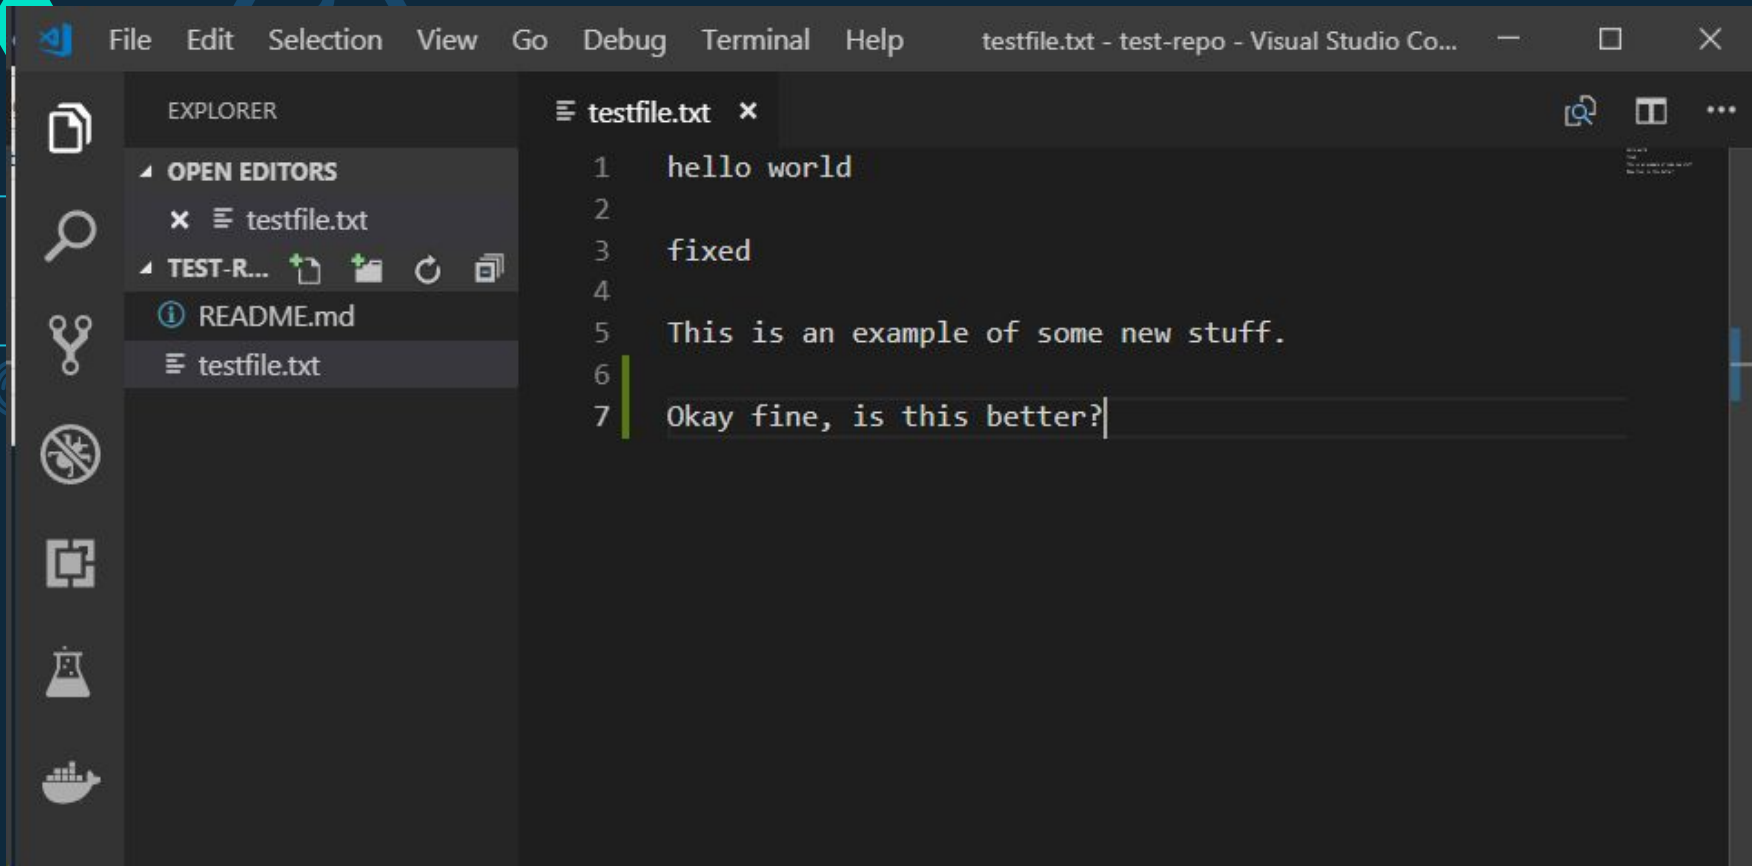 File Edit Selection View Go Debug Terminal Help testfile.txt - test-repo - Visual Studio Co...
EXPLORER
OPEN EDITORS
testfile.txt
TEST-R...
README.md
testfile.txt
testfile.txt
1 hello world
2
3 fixed
4
5 This is an example of some new stuff.
6
7 Okay fine, is this better?